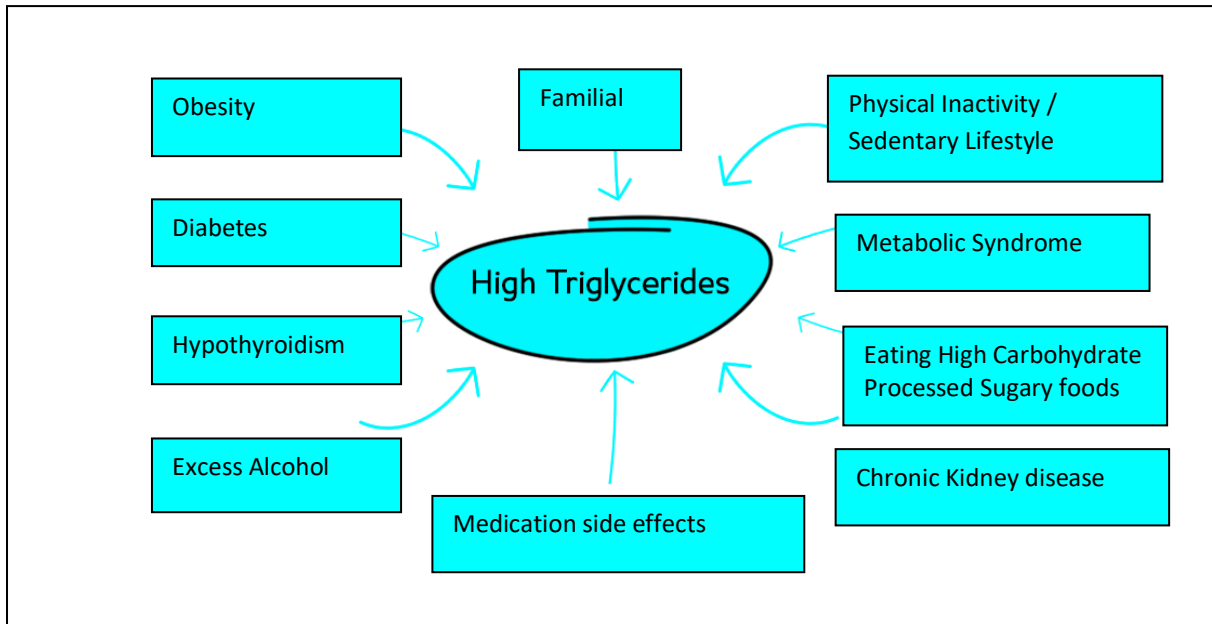 Obesity
Familial
Physical Inactivity /
Sedentary Lifestyle
Diabetes
Metabolic Syndrome
High Triglycerides
Hypothyroidism
Eating High Carbohydrate
Processed Sugary foods
Excess Alcohol
Chronic Kidney disease
Medication side effects